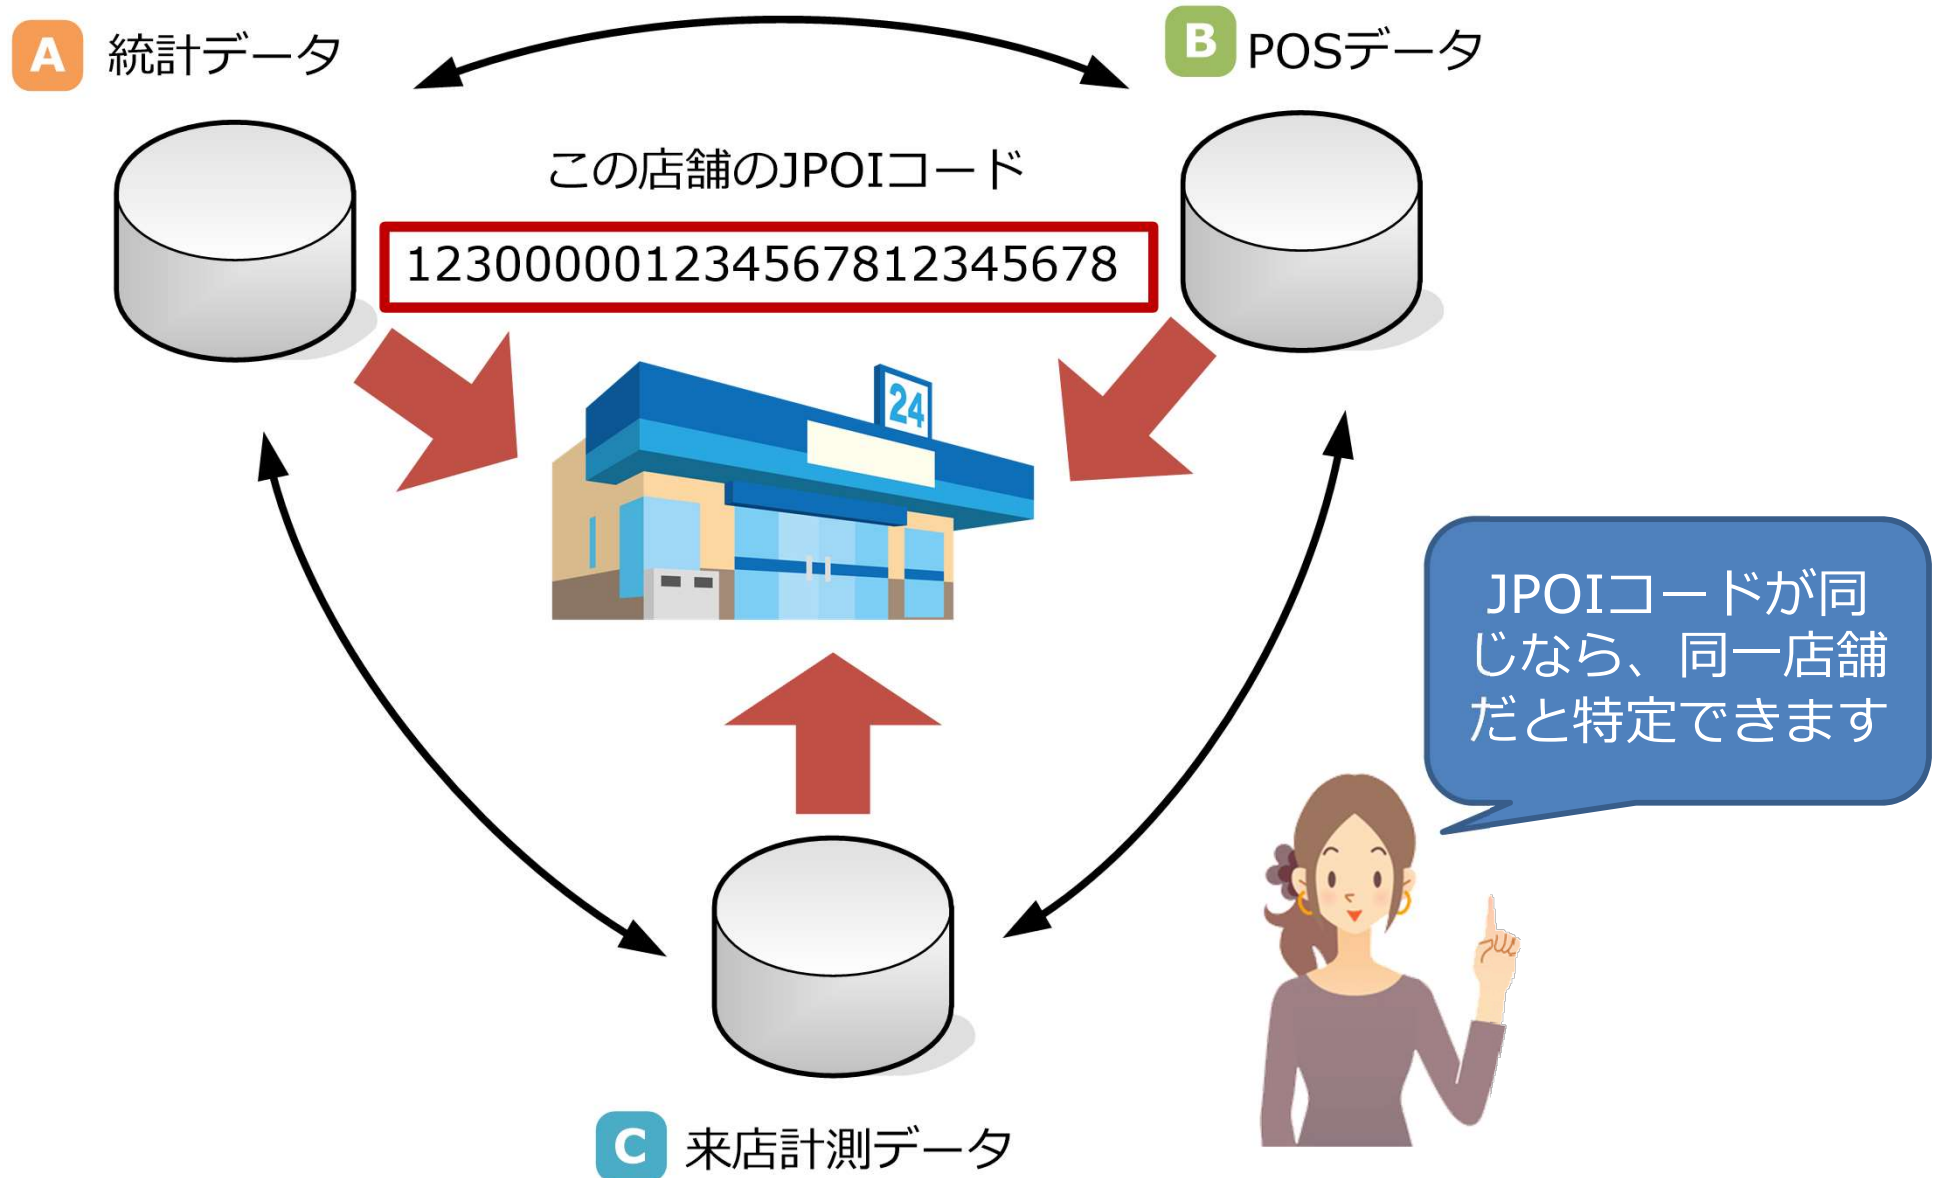 A 統計データ
B POSデータ
この店舗のJPOIコード
123000001234567812345678
24
JPOIコードが同
じなら、同一店舗
だと特定できます
C 来店計測データ